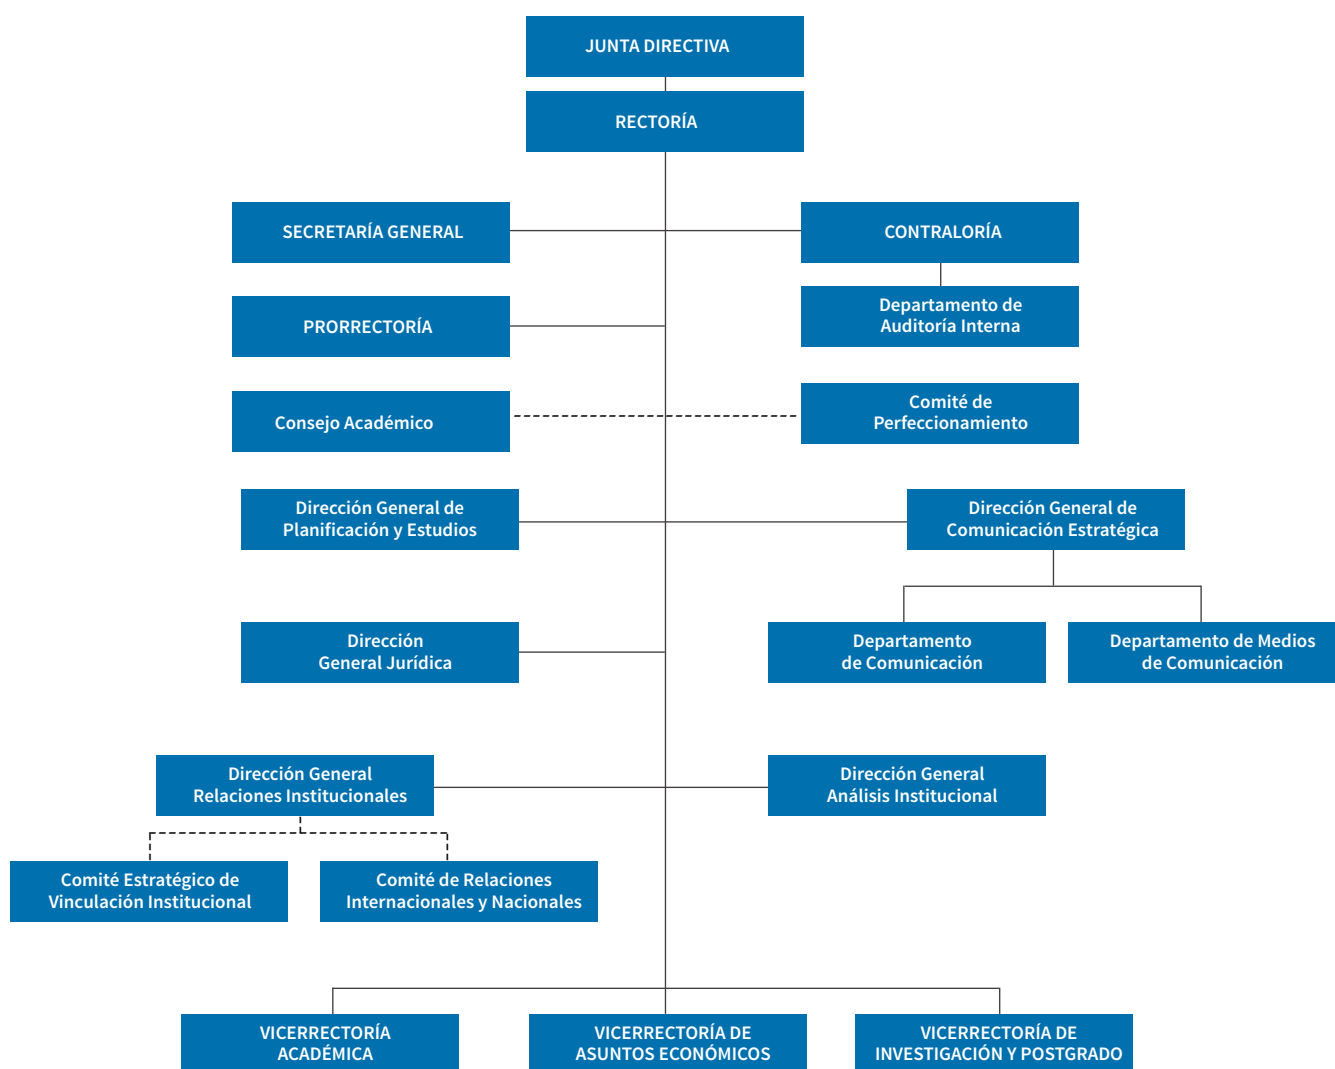 JUNTA DIRECTIVA
RECTORÍA
SECRETARÍA GENERAL
CONTRALORÍA
Departamento de
Auditoría Interna
PRORRECTORÍA
Consejo Académico
Comité de
Perfeccionamiento
Dirección General de
Planificación y Estudios
Dirección General de
Comunicación Estratégica
Dirección
General Jurídica
Departamento
de Comunicación
Departamento de Medios
de Comunicación
Dirección General
Relaciones Institucionales
Dirección General
Análisis Institucional
Comité Estratégico de
Vinculación Institucional
Comité de Relaciones
Internacionales y Nacionales
VICERRECTORÍA
ACADÉMICA
VICERRECTORÍA DE
ASUNTOS ECONÓMICOS
VICERRECTORÍA DE
INVESTIGACIÓN Y POSTGRADO